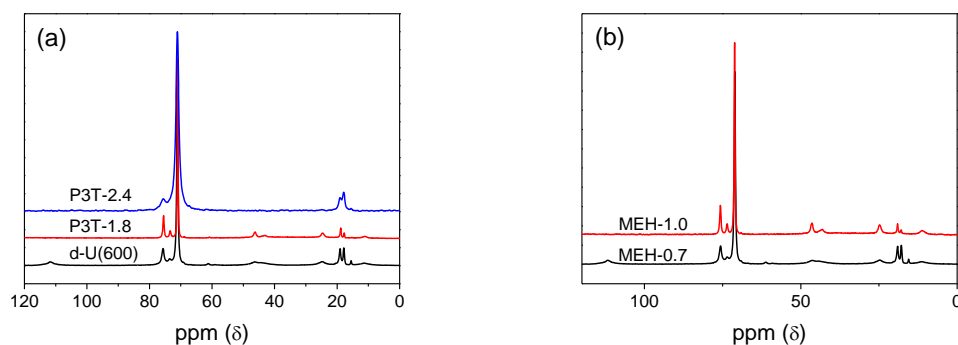 (a)
P3T-2.4
P3T-1.8
d-U(600)
120 100 80 60 40 20 0
ppm (δ)
(b)
MEH-1.0
MEH-0.7
100 50 0
ppm (δ)